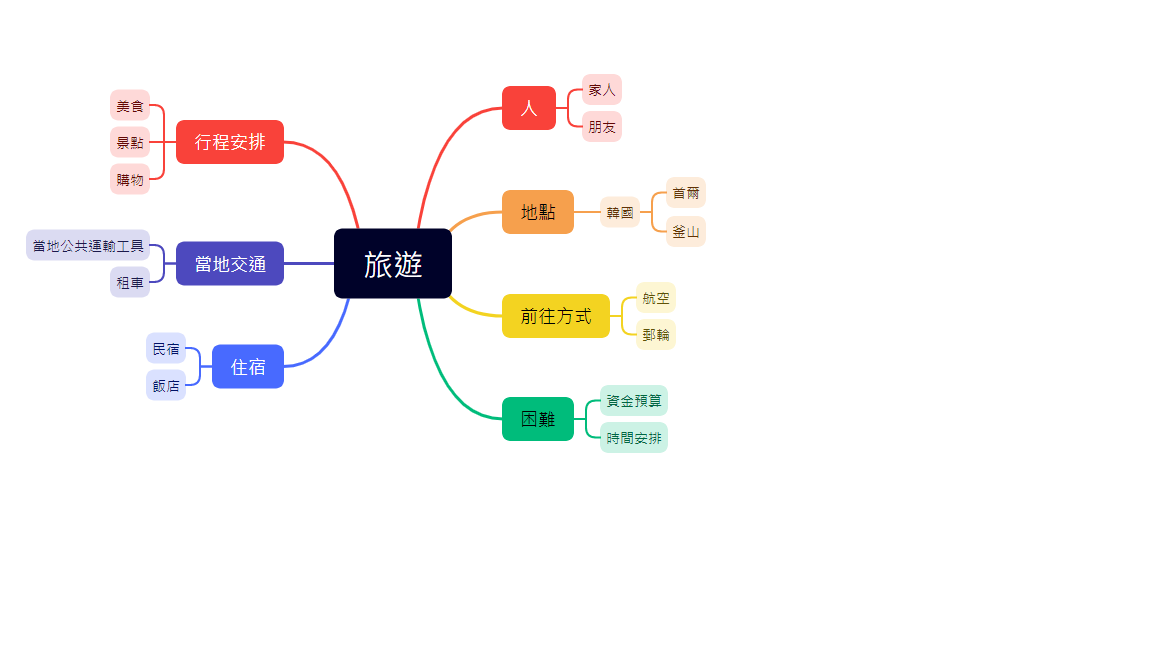 旅遊
人
家人
朋友
地點
韓國
首爾
釜山
前往方式
航空
郵輪
困難
資金預算
時間安排
行程安排
美食
景點
購物
當地交通
當地公共運輸工具
租車
住宿
民宿
飯店